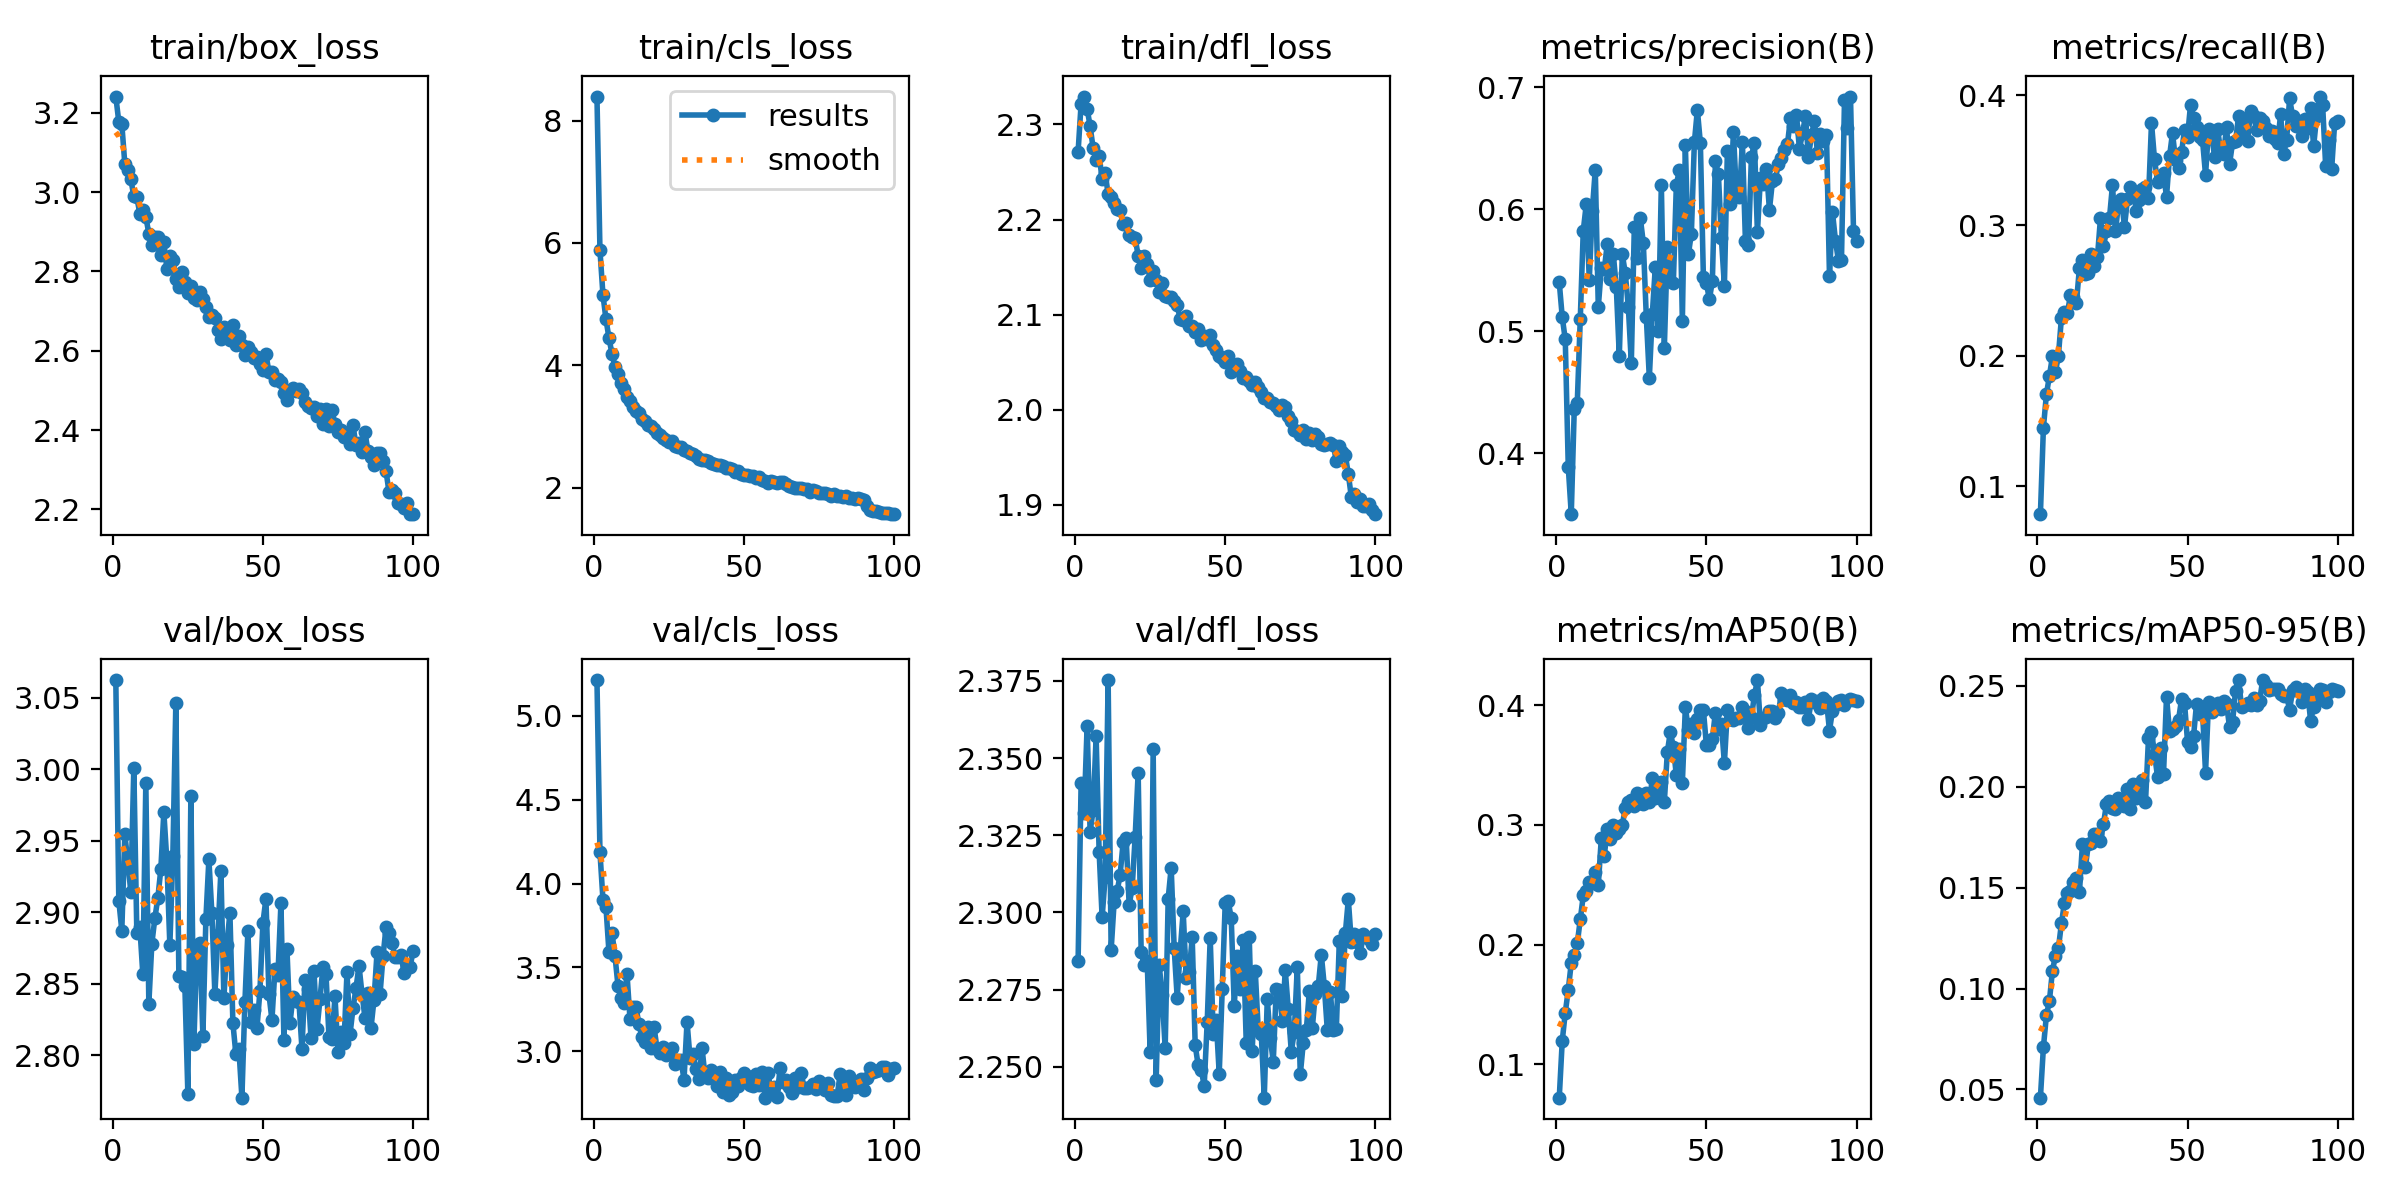 train/box_loss
3.2
3.0
2.8
2.6
2.4
2.2
0 50 100
train/cls_loss
results
smooth
8
6
4
2
0 50 100
train/dfl_loss
2.3
2.2
2.1
2.0
1.9
0 50 100
metrics/precision(B)
0.7
0.6
0.5
0.4
0 50 100
metrics/recall(B)
0.4
0.3
0.2
0.1
0 50 100
val/box_loss
3.05
3.00
2.95
2.90
2.85
2.80
0 50 100
val/cls_loss
5.0
4.5
4.0
3.5
3.0
0 50 100
val/dfl_loss
2.375
2.350
2.325
2.300
2.275
2.250
0 50 100
metrics/mAP50(B)
0.4
0.3
0.2
0.1
0 50 100
metrics/mAP50-95(B)
0.25
0.20
0.15
0.10
0.05
0 50 100